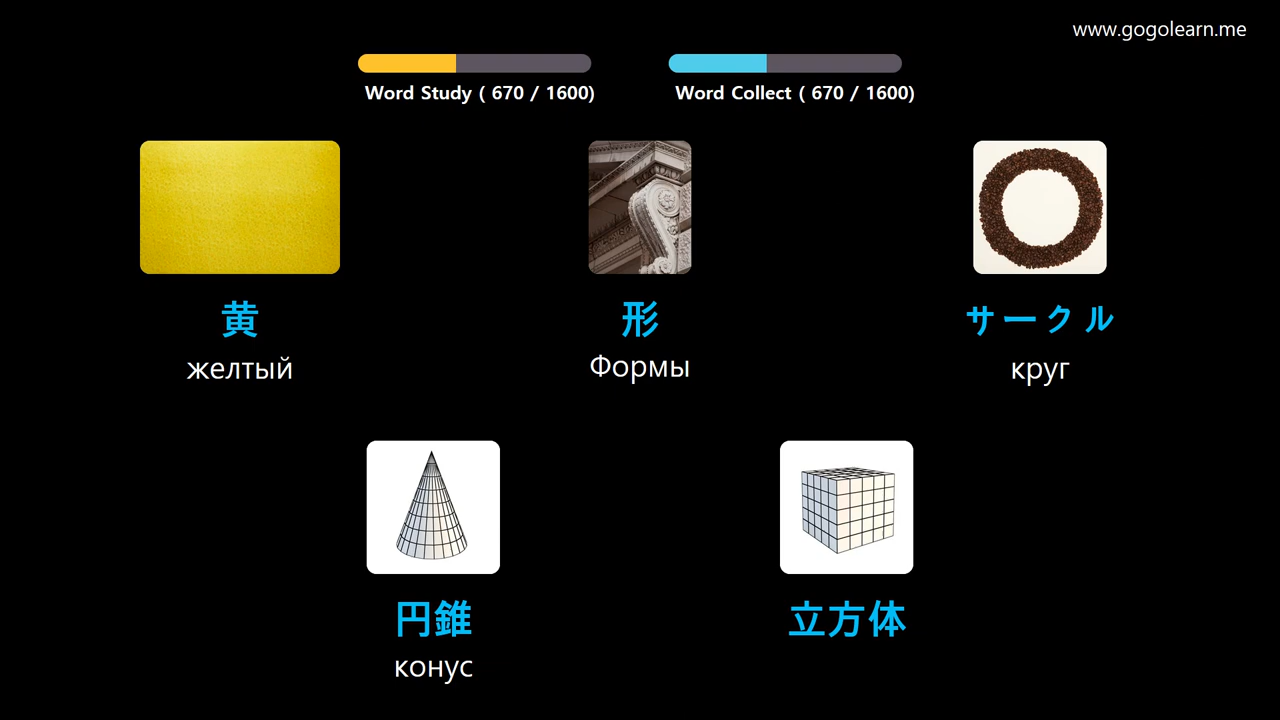 www.gogolearn.me
Word Study ( 670 / 1600)
Word Collect ( 670 / 1600)
黄
желтый
形
Формы
サークル
круг
円錐
конус
立方体